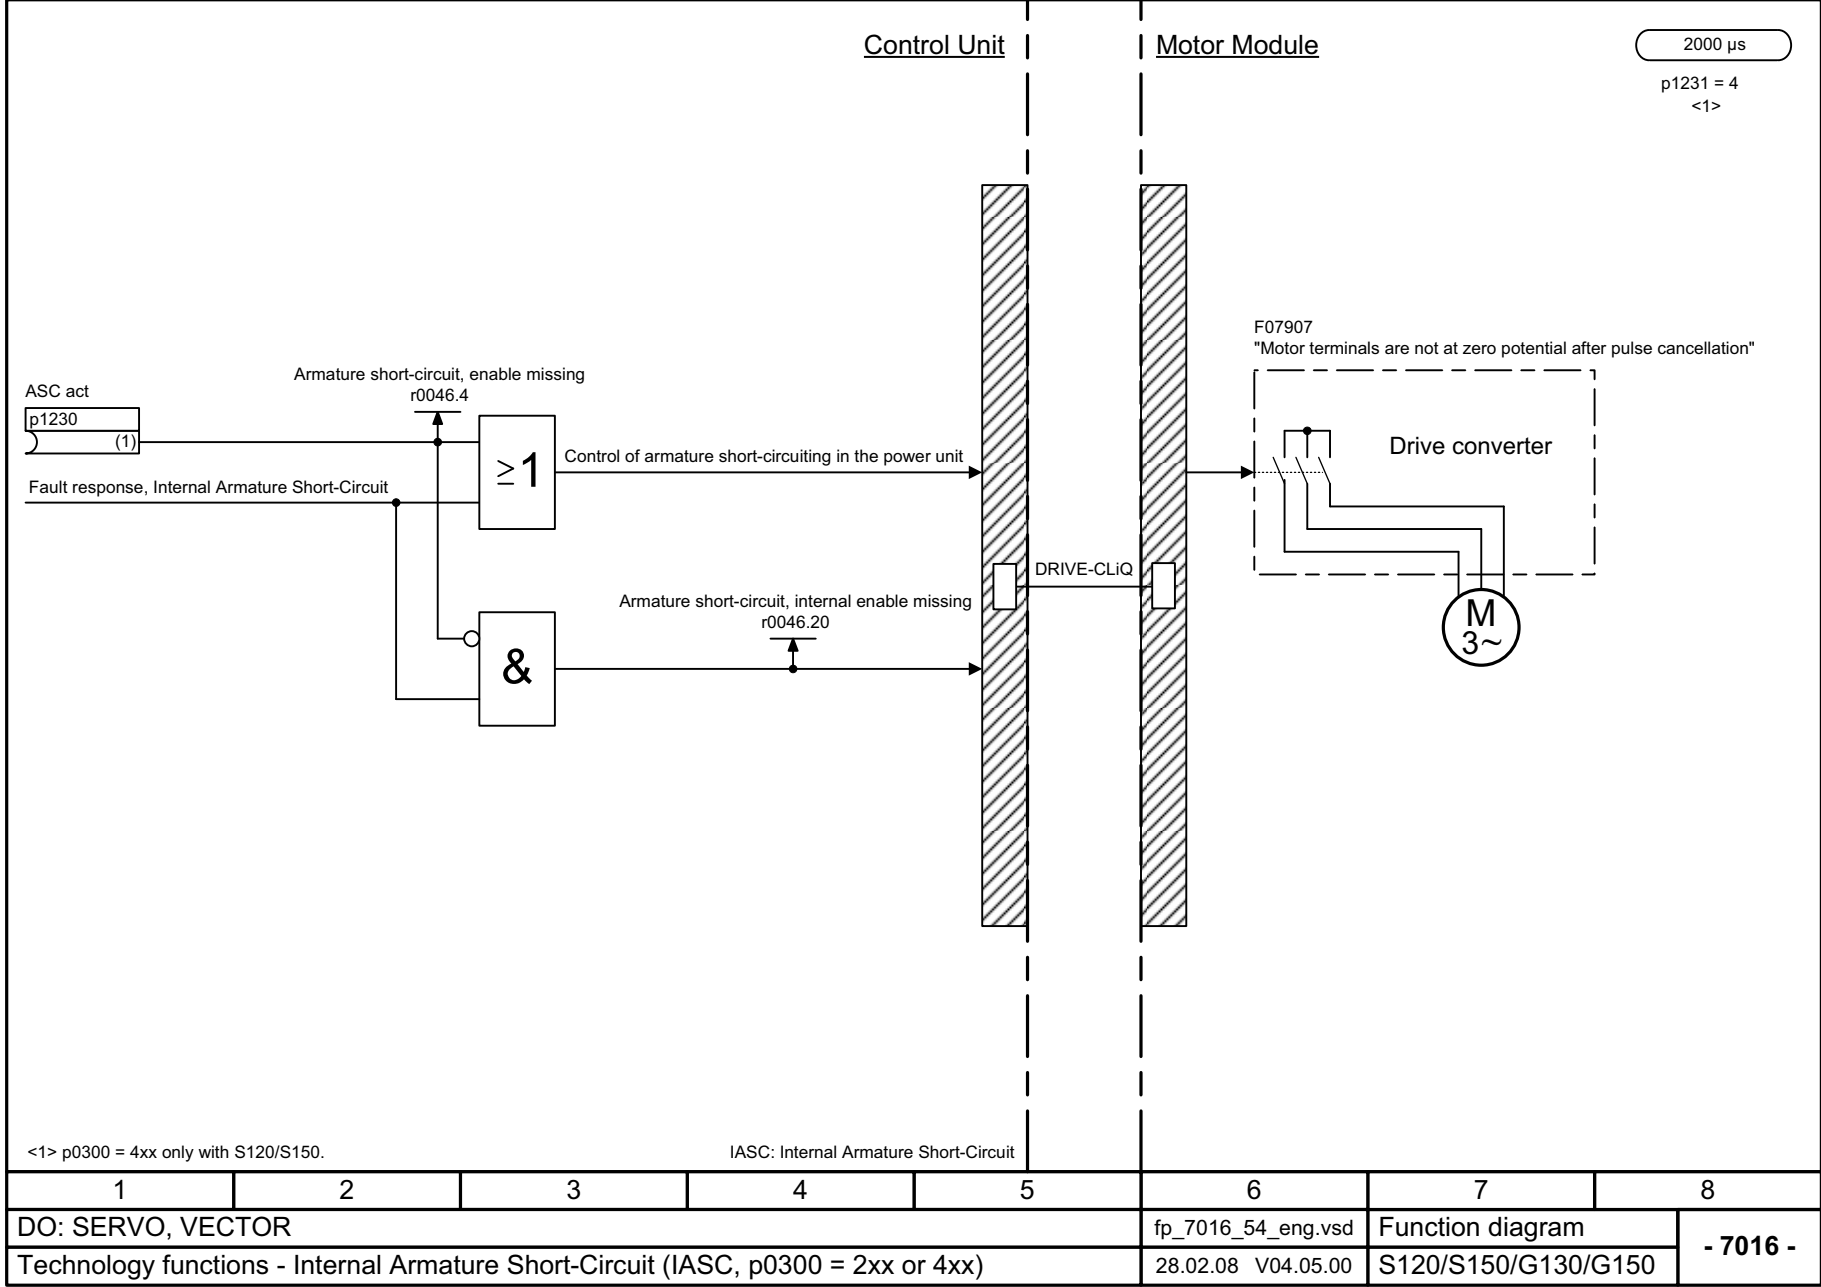 Control Unit
Motor Module
2000 µs
p1231 = 4
<1>
F07907
"Motor terminals are not at zero potential after pulse cancellation"
Armature short-circuit, enable missing
r0046.4
ASC act
p1230
(1)
≥1
Control of armature short-circuiting in the power unit
Drive converter
Fault response, Internal Armature Short-Circuit
DRIVE-CLiQ
Armature short-circuit, internal enable missing
r0046.20
M
3~
&
<1> p0300 = 4xx only with S120/S150.
IASC: Internal Armature Short-Circuit
1 2 3 4 5 6 7 8
DO: SERVO, VECTOR
fp_7016_54_eng.vsd
Function diagram
- 7016 -
Technology functions - Internal Armature Short-Circuit (IASC, p0300 = 2xx or 4xx)
28.02.08 V04.05.00
S120/S150/G130/G150